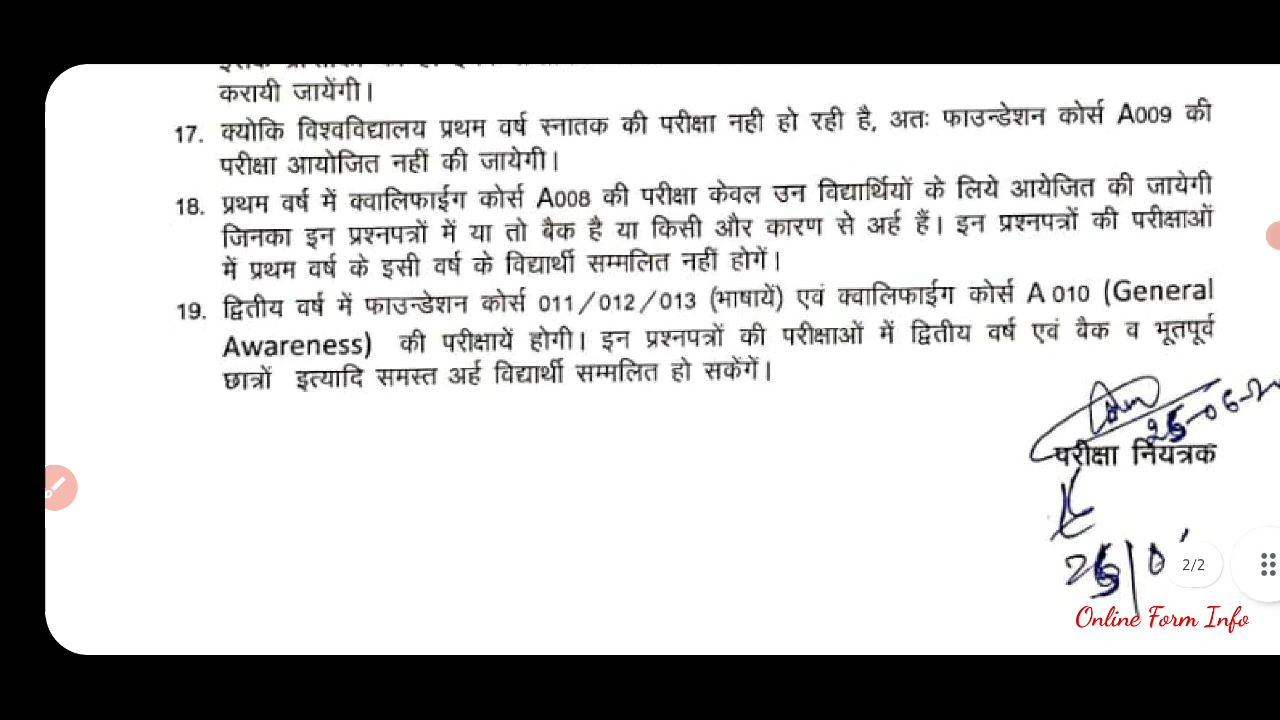 करायी जायेंगी।
17. क्योकि विश्वविद्यालय प्रथम वर्ष स्नातक की परीक्षा नही हो रही है, अतः फाउन्डेशन कोर्स A009 की
परीक्षा आयोजित नहीं की जायेगी।
18. प्रथम वर्ष में क्वालिफाईग कोर्स A008 की परीक्षा केवल उन विद्यार्थियों के लिये आयेजित की जायेगी
जिनका इन प्रश्नपत्रों में या तो बैक है या किसी और कारण से अर्ह हैं। इन प्रश्नपत्रों की परीक्षाओं
में प्रथम वर्ष के इसी वर्ष के विद्यार्थी सम्मलित नहीं होगें।
19. द्वितीय वर्ष में फाउन्डेशन कोर्स 011/012/013 (भाषायें) एवं क्वालिफाईग कोर्स A 010 (General
Awareness) की परीक्षायें होगी। इन प्रश्नपत्रों की परीक्षाओं में द्वितीय वर्ष एवं बैक व भूतपूर्व
छात्रों इत्यादि समस्त अर्ह विद्यार्थी सम्मलित हो सकेंगें।
परीक्षा नियत्रक
2/2
Online Form Info